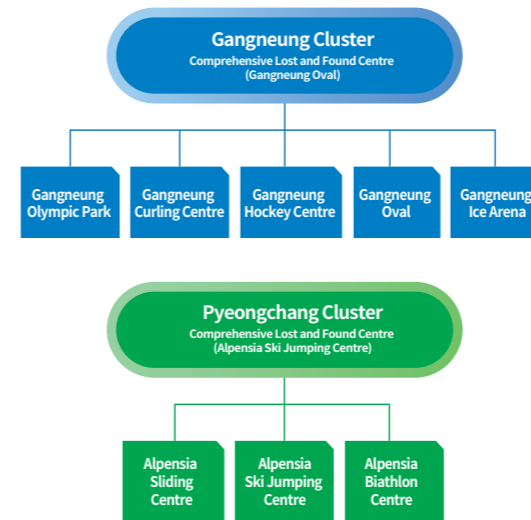 Gangneung Cluster
Comprehensive Lost and Found Centre
(Gangneung Oval)
Gangneung
Olympic Park
Gangneung
Curling Centre
Gangneung
Hockey Centre
Gangneung
Oval
Gangneung
Ice Arena
Pyeongchang Cluster
Comprehensive Lost and Found Centre
(Alpensia Ski Jumping Centre)
Alpensia
Sliding
Centre
Alpensia
Ski Jumping
Centre
Alpensia
Biathlon
Centre